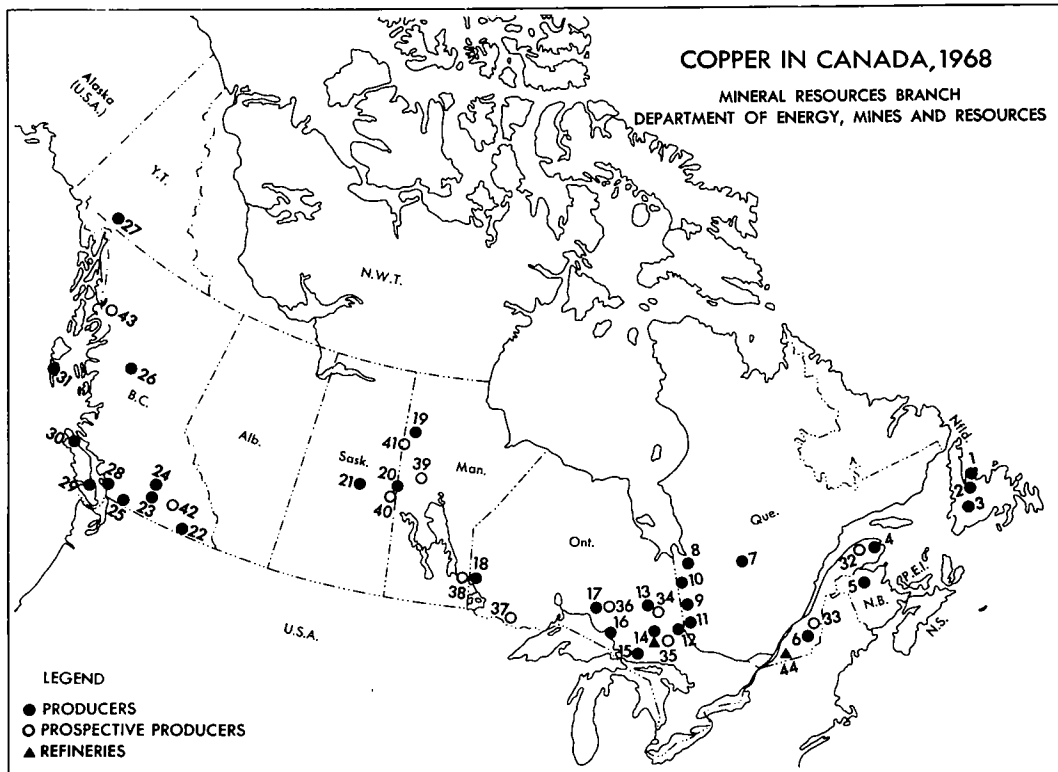 COPPER IN CANADA, 1968
MINERAL RESOURCES BRANCH
DEPARTMENT OF ENERGY, MINES AND RESOURCES
Alaska
(U.S.A.)
Y.T.
27
N.W.T.
43
31
26
B.C.
30
Alb.
19
41
Sask.
39
Man.
20
21
40
29
28
24
25
23
42
22
Nfld.
1
2
3
Que.
Ont.
8
7
10
18
38
37
17
36
13
34
9
16
14
11
12
15
35
32
4
P.E.I.
5
N.B.
N.S.
33
6
44
U.S.A.
LEGEND
PRODUCERS
PROSPECTIVE PRODUCERS
REFINERIES